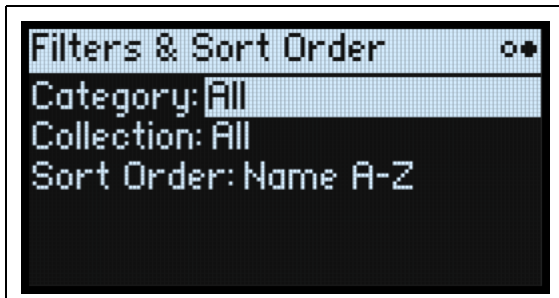 Filters & Sort Order
Category: All
Collection: All
Sort Order: Name A-Z